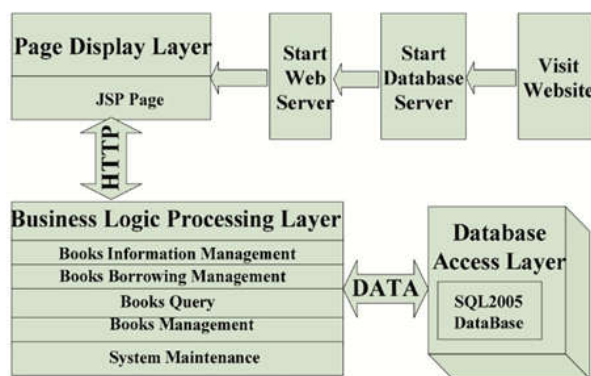 Page Display Layer
JSP Page
Start
Web
Server
Start
Database
Server
Visit
Website
HTTP
Business Logic Processing Layer
Books Information Management
Books Borrowing Management
Books Query
Books Management
System Maintenance
DATA
Database
Access Layer
SQL2005
DataBase